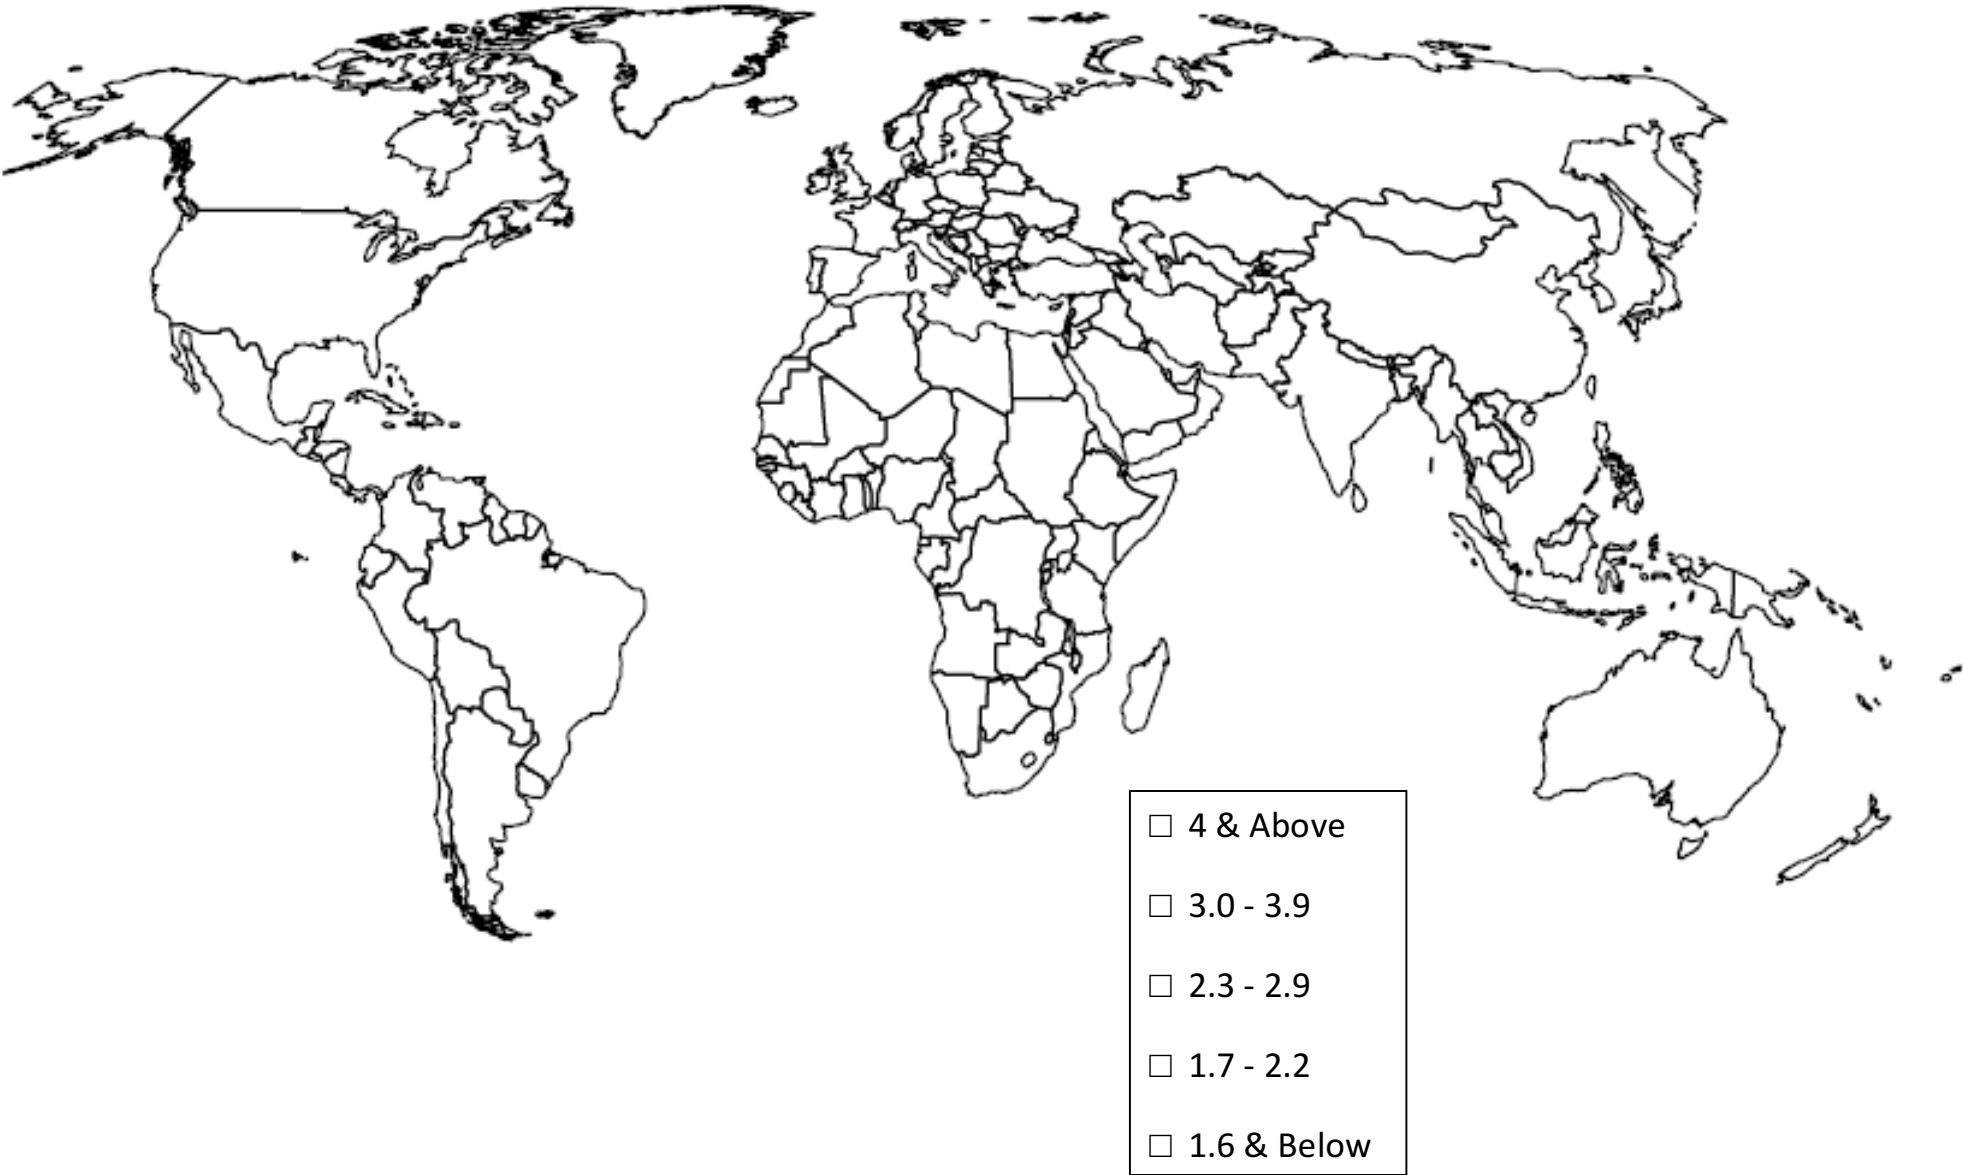 □ 4 & Above
□ 3.0 - 3.9
□ 2.3 - 2.9
□ 1.7 - 2.2
□ 1.6 & Below